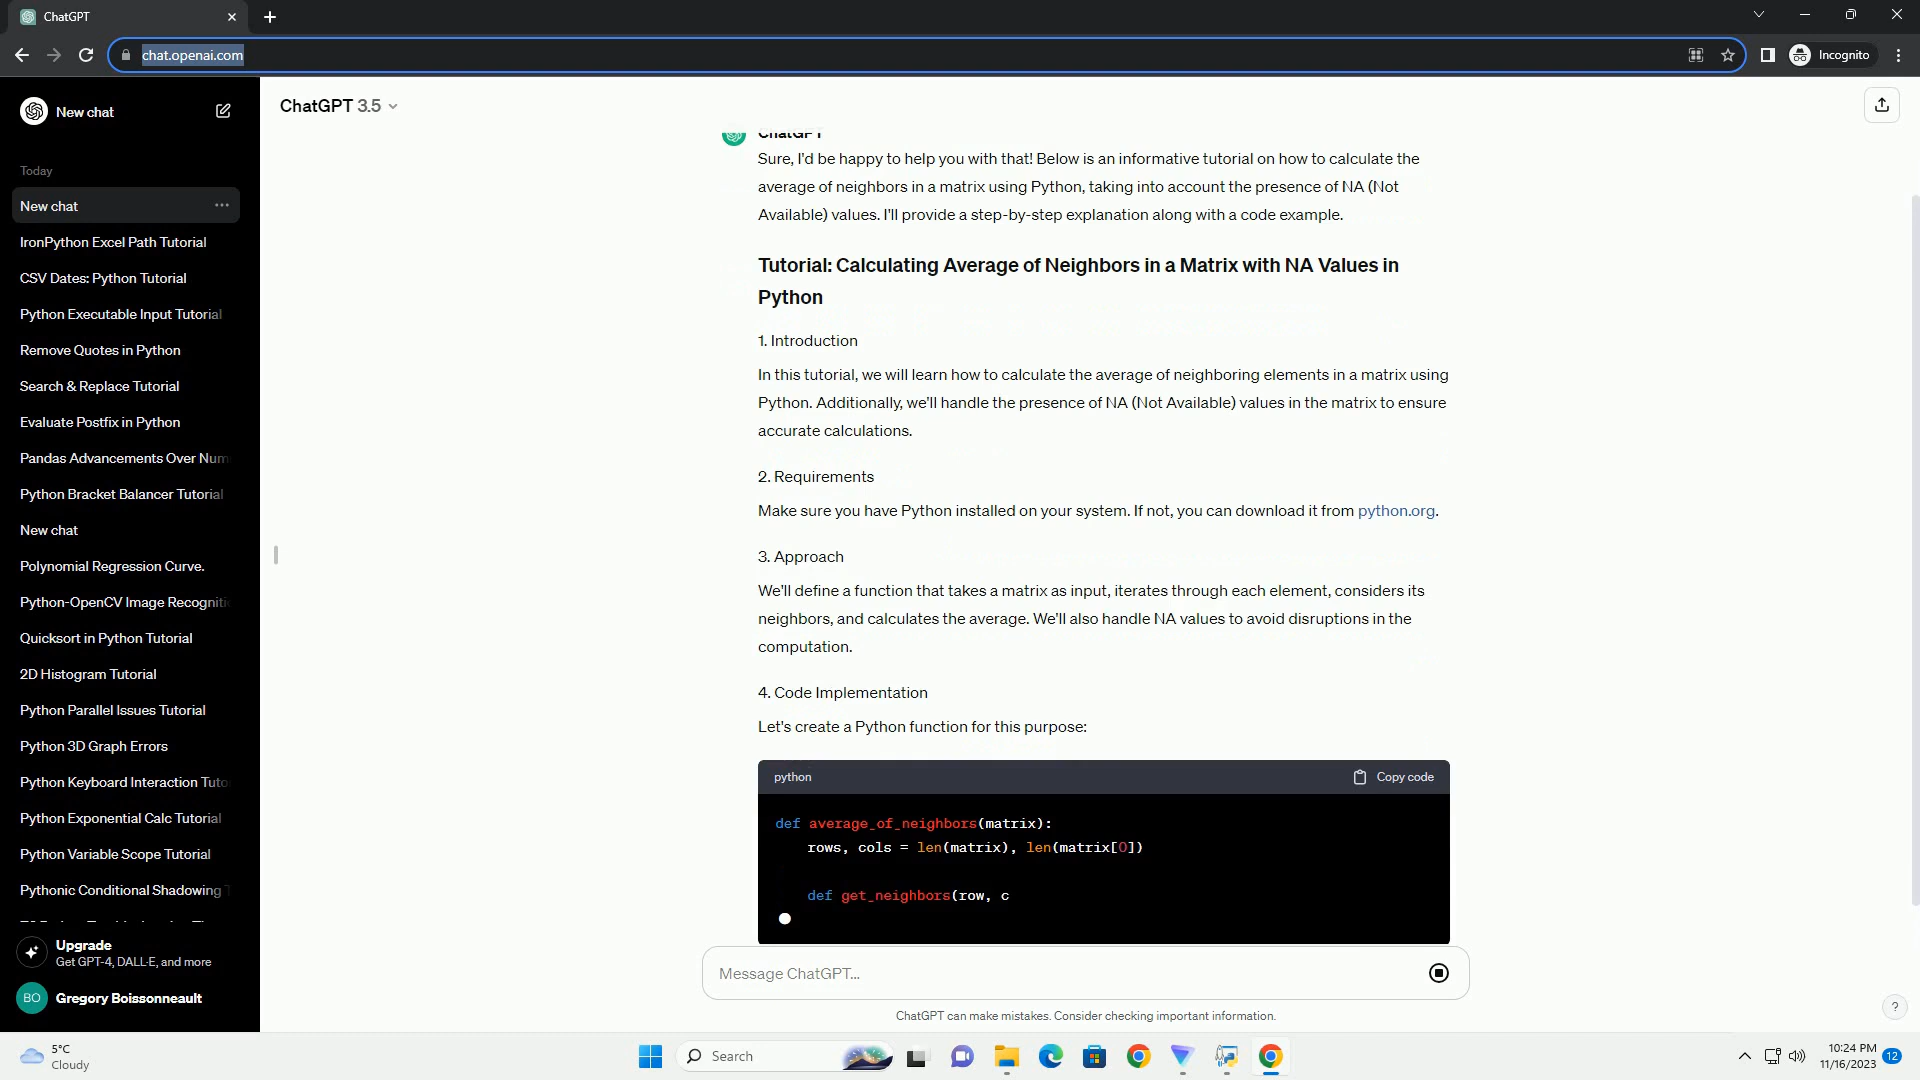 ChatGPT
chat.openai.com
Incognito
New chat
ChatGPT 3.5
Today
New chat
IronPython Excel Path Tutorial
CSV Dates: Python Tutorial
Python Executable Input Tutorial
Remove Quotes in Python
Search & Replace Tutorial
Evaluate Postfix in Python
Pandas Advancements Over Num
Python Bracket Balancer Tutorial
New chat
Polynomial Regression Curve.
Python-OpenCV Image Recogniti
Quicksort in Python Tutorial
2D Histogram Tutorial
Python Parallel Issues Tutorial
Python 3D Graph Errors
Python Keyboard Interaction Tuto
Python Exponential Calc Tutorial
Python Variable Scope Tutorial
Pythonic Conditional Shadowing T
Upgrade
Get GPT-4, DALL·E, and more
BO
Gregory Boissonneault
ChatGPT
Sure, I'd be happy to help you with that! Below is an informative tutorial on how to calculate the
average of neighbors in a matrix using Python, taking into account the presence of NA (Not
Available) values. I'll provide a step-by-step explanation along with a code example.
Tutorial: Calculating Average of Neighbors in a Matrix with NA Values in
Python
1. Introduction
In this tutorial, we will learn how to calculate the average of neighboring elements in a matrix using
Python. Additionally, we'll handle the presence of NA (Not Available) values in the matrix to ensure
accurate calculations.
2. Requirements
Make sure you have Python installed on your system. If not, you can download it from python.org.
3. Approach
We'll define a function that takes a matrix as input, iterates through each element, considers its
neighbors, and calculates the average. We'll also handle NA values to avoid disruptions in the
computation.
4. Code Implementation
Let's create a Python function for this purpose:
python
Copy code
def average_of_neighbors(matrix):
rows, cols = len(matrix), len(matrix[0])
def get_neighbors(row, c
Message ChatGPT...
ChatGPT can make mistakes. Consider checking important information.
?
5°C
Cloudy
Search
10:24 PM
11/16/2023
12